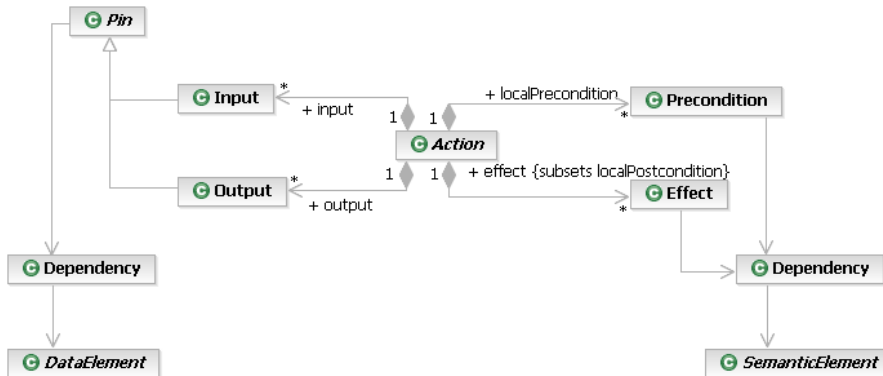 Pin
Input
*
+ input
1
1
+ localPrecondition
*
Precondition
Action
Output
*
+ output
1
1
+ effect {subsets localPostcondition}
*
Effect
Dependency
Dependency
DataElement
SemanticElement